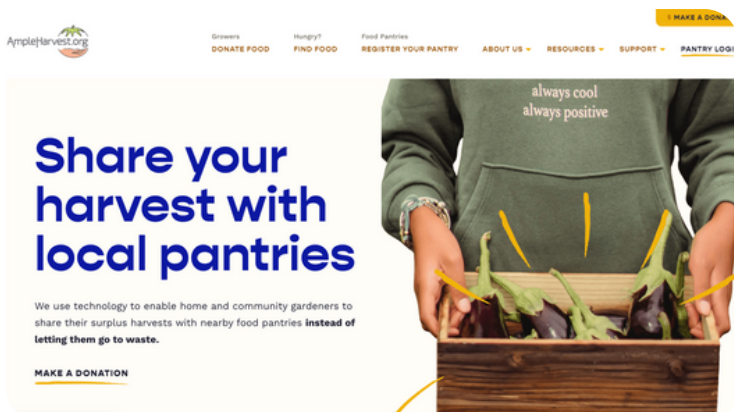 $ MAKE A DONA
AmpleHarvest.org
Growers
DONATE FOOD
Hungry?
FIND FOOD
Food Pantries
REGISTER YOUR PANTRY
ABOUT US
RESOURCES
SUPPORT
PANTRY LOGI
always cool
always positive
Share your
harvest with
local pantries
We use technology to enable home and community gardeners to
share their surplus harvests with nearby food pantries instead of
letting them go to waste.
MAKE A DONATION